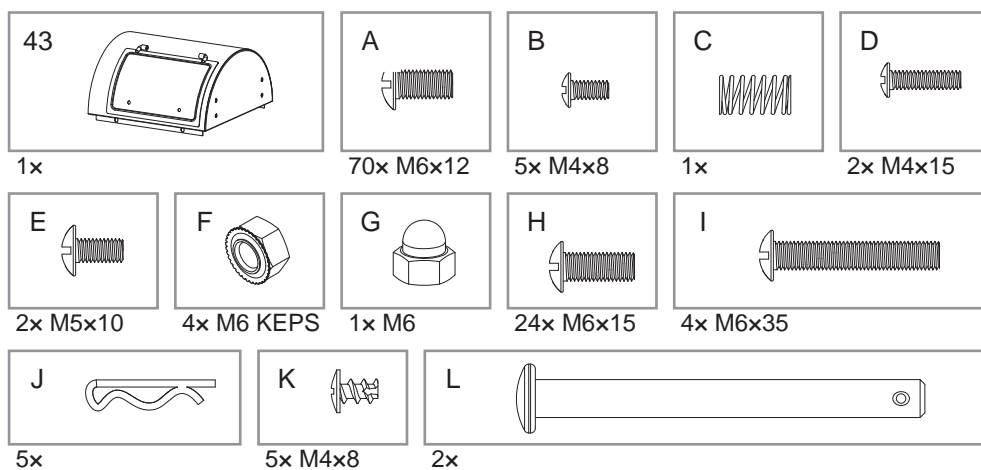 43
A
B
C
D
1×
70× M6×12
5× M4×8
1×
2× M4×15
E
F
G
H
I
2× M5×10
4× M6 KEPS
1× M6
24× M6×15
4× M6×35
J
K
L
5×
5× M4×8
2×